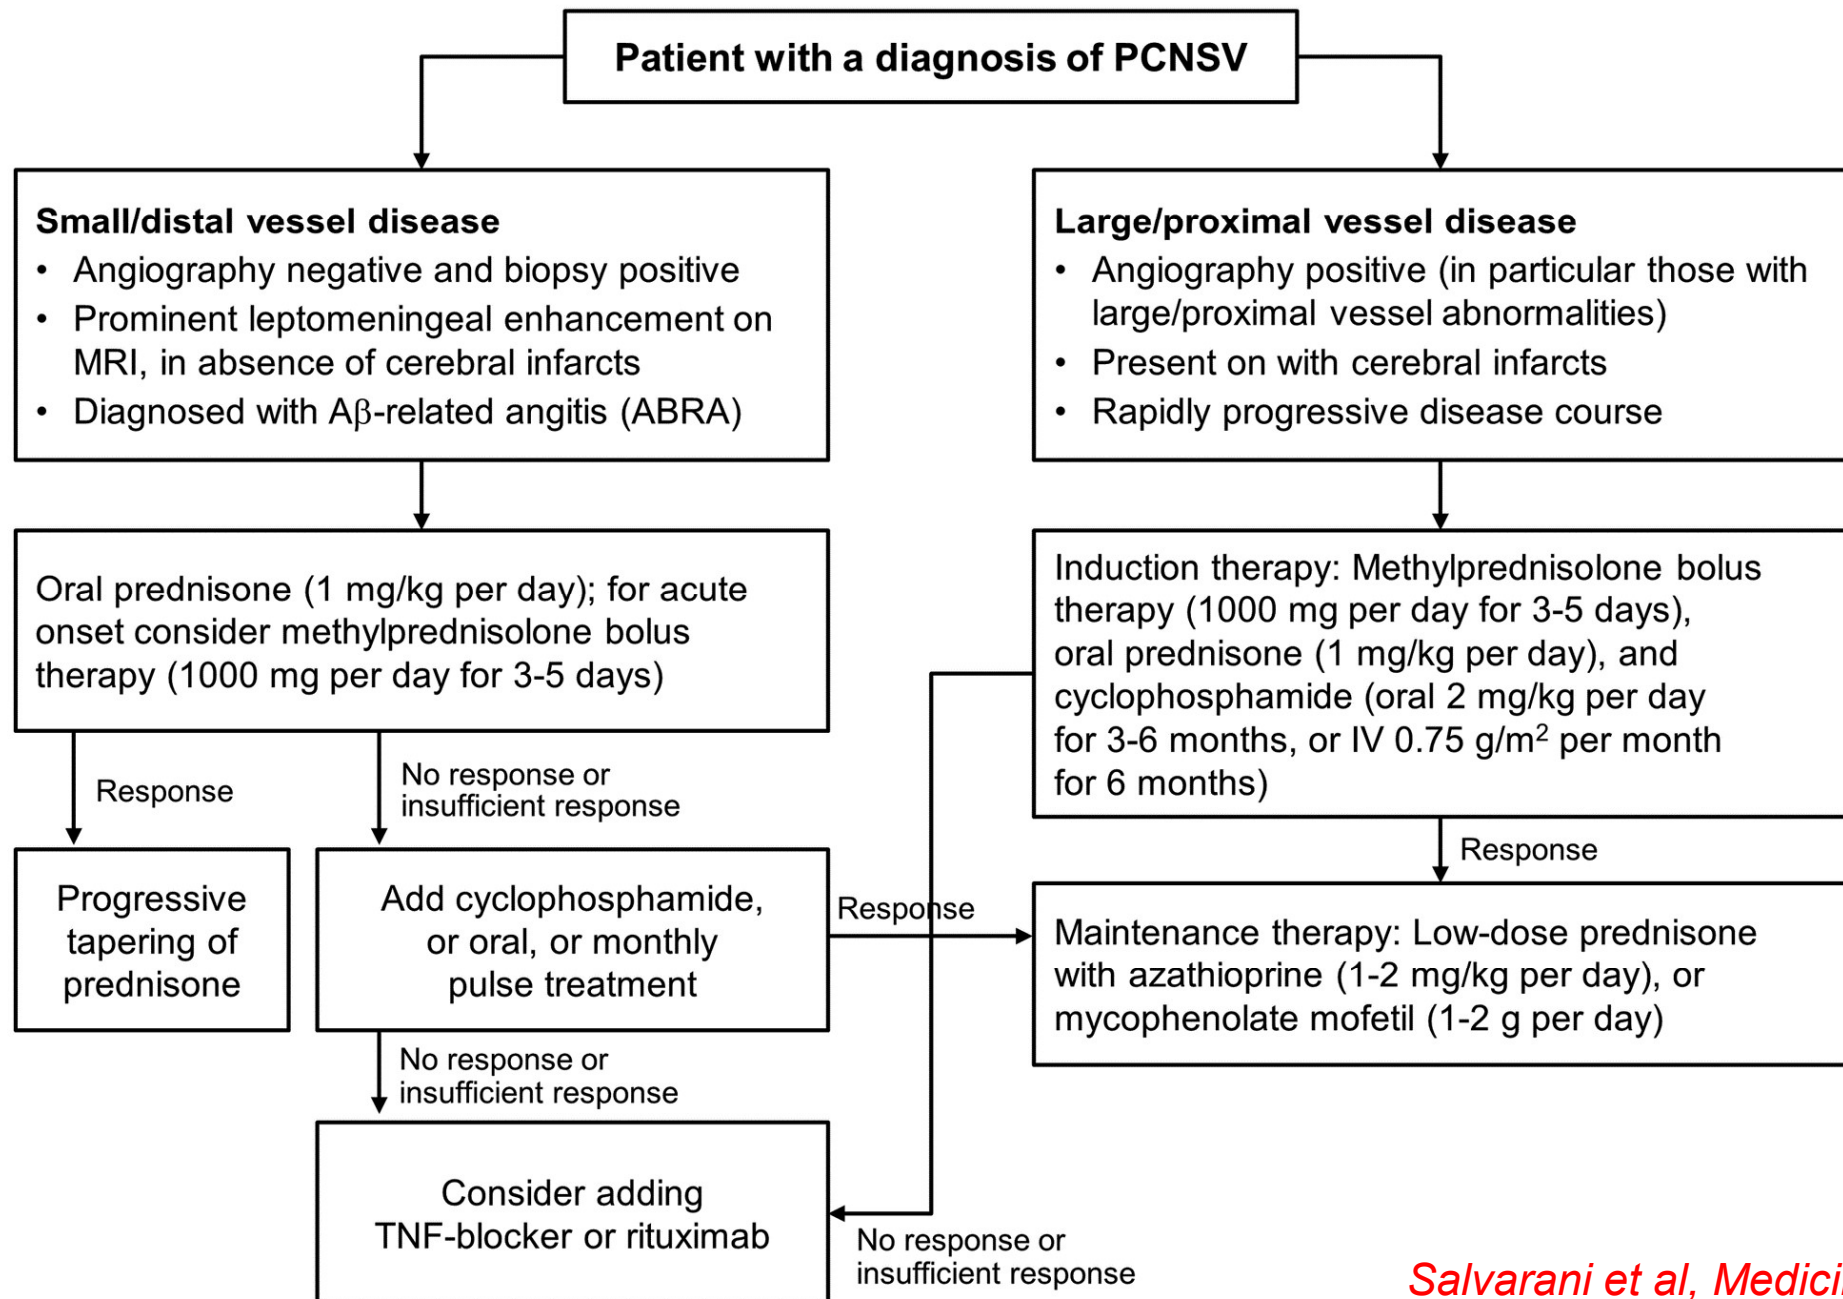 Patient with a diagnosis of PCNSV
Small/distal vessel disease
• Angiography negative and biopsy positive
• Prominent leptomeningeal enhancement on
MRI, in absence of cerebral infarcts
• Diagnosed with Aβ-related angitis (ABRA)
Large/proximal vessel disease
• Angiography positive (in particular those with
large/proximal vessel abnormalities)
• Present on with cerebral infarcts
• Rapidly progressive disease course
Oral prednisone (1 mg/kg per day); for acute
onset consider methylprednisolone bolus
therapy (1000 mg per day for 3-5 days)
Induction therapy: Methylprednisolone bolus
therapy (1000 mg per day for 3-5 days),
oral prednisone (1 mg/kg per day), and
cyclophosphamide (oral 2 mg/kg per day
for 3-6 months, or IV 0.75 g/m² per month
for 6 months)
Response
No response or
insufficient response
Response
Progressive
tapering of
prednisone
Add cyclophosphamide,
or oral, or monthly
pulse treatment
Response
Maintenance therapy: Low-dose prednisone
with azathioprine (1-2 mg/kg per day), or
mycophenolate mofetil (1-2 g per day)
No response or
insufficient response
Consider adding
TNF-blocker or rituximab
No response or
insufficient response
Salvarani et al,